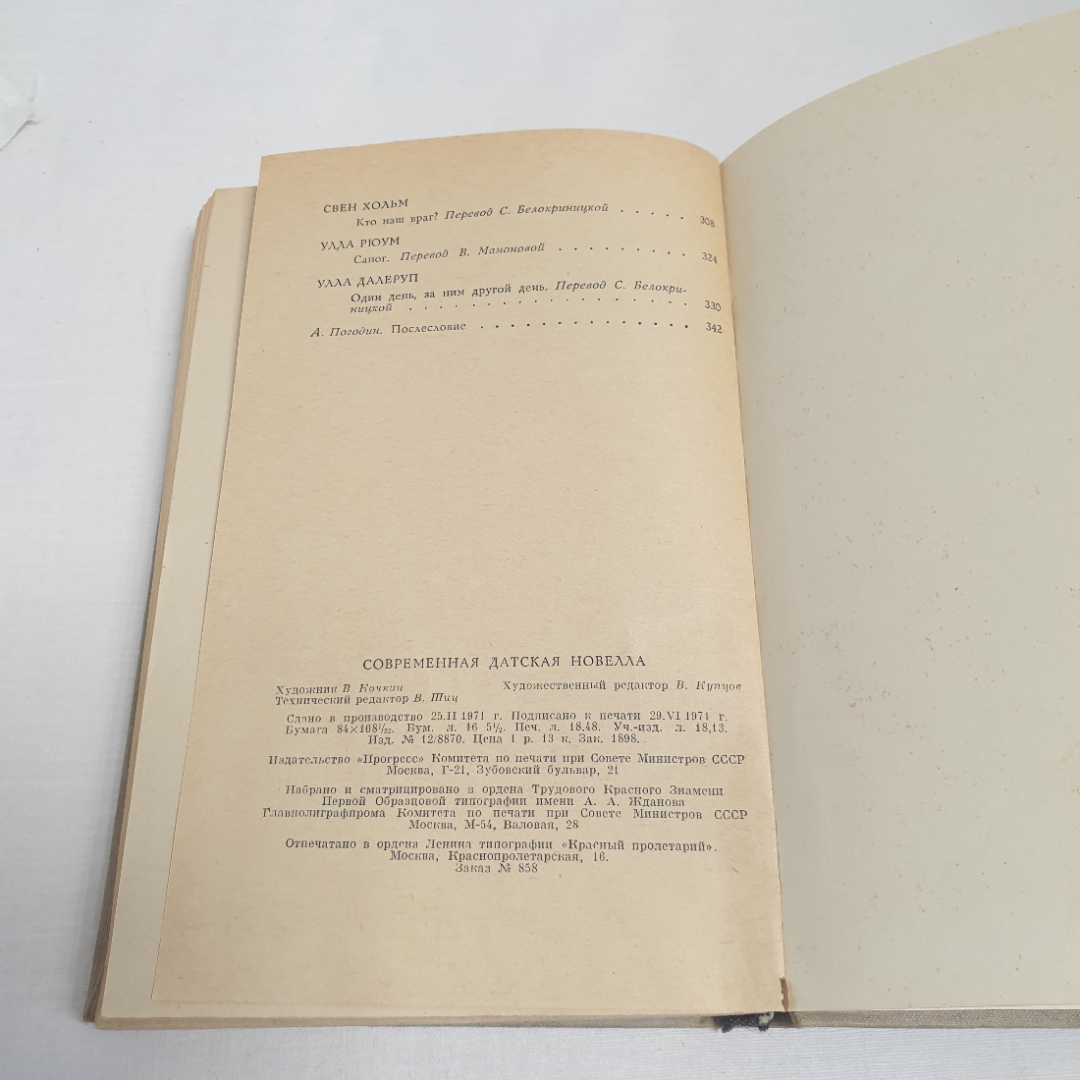 СВЕН ХОЛЬМ
Кто наш враг? Перевод С. Белокриницкой . . . . . 308
УЛЛА РЮУМ
Сапог. Перевод В. Мамоновой . . . . . . . . . 324
УЛЛА ДАЛЕРУП
Один день, за ним другой день. Перевод С. Белокри-
ницкой . . . . . . . . . . . . . . . . . . 330
А. Погодин. Послесловие . . . . . . . . . . . . . . 342
СОВРЕМЕННАЯ ДАТСКАЯ НОВЕЛЛА
Художник В. Кочкин Художественный редактор В. Купцов
Технический редактор В. Шиц
Сдано в производство 25.II 1971 г. Подписано к печати 29.VI 1971 г.
Бумага 84×108¹/₃₂. Бум. л. 16 5½. Печ. л. 18,48. Уч.-изд. л. 18,13.
Изд. № 12/8870. Цена 1 р. 13 к. Зак. 1898.
Издательство «Прогресс» Комитета по печати при Совете Министров СССР
Москва, Г-21, Зубовский бульвар, 21
Набрано и сматрицировано в ордена Трудового Красного Знамени
Первой Образцовой типографии имени А. А. Жданова
Главполиграфпрома Комитета по печати при Совете Министров СССР
Москва, М-54, Валовая, 28
Отпечатано в ордена Ленина типографии «Красный пролетарий».
Москва, Краснопролетарская, 16.
Заказ № 858